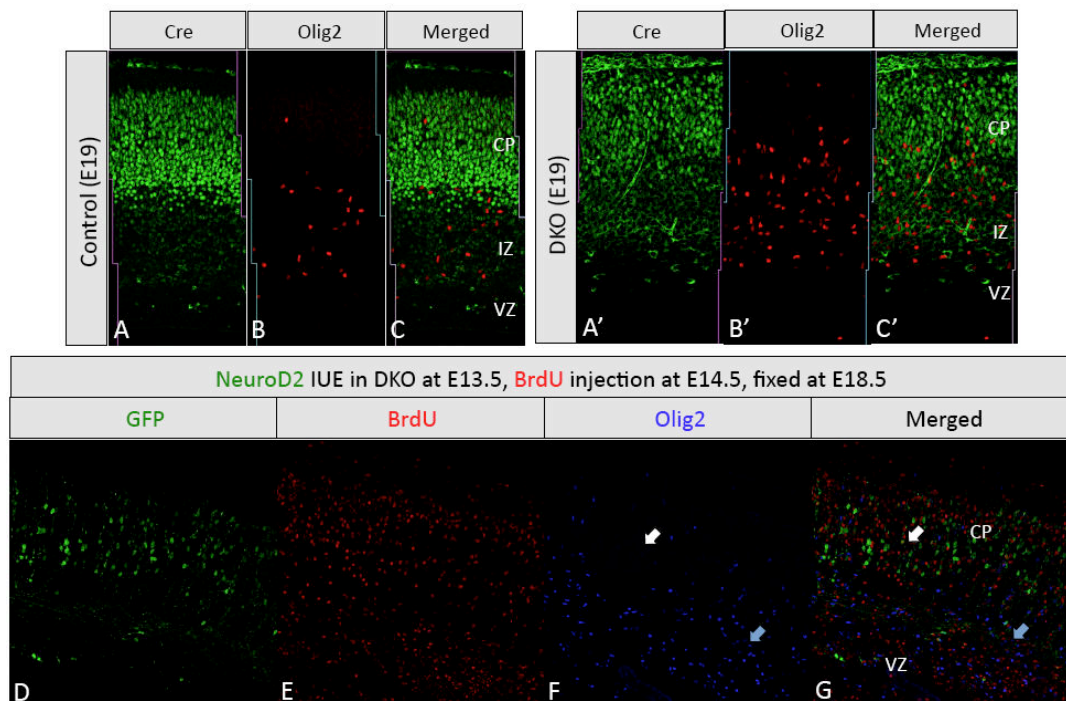 Cre Olig2 Merged Cre Olig2 Merged
Control (E19)
DKO (E19)
CP
IZ
VZ
A B C
CP
IZ
VZ
A’ B’ C’
NeuroD2 IUE in DKO at E13.5, BrdU injection at E14.5, fixed at E18.5
GFP BrdU Olig2 Merged
CP
VZ
D E F G